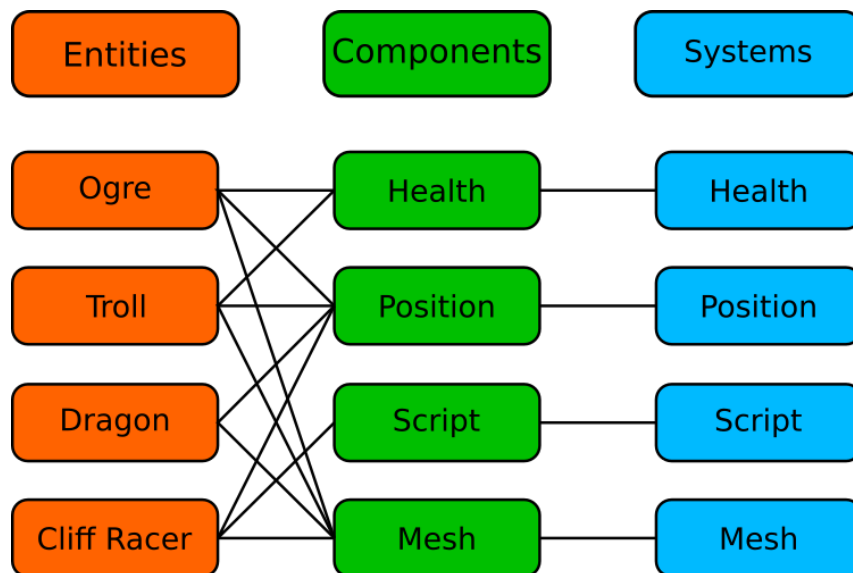 Entities
Components
Systems
Ogre
Health
Health
Troll
Position
Position
Dragon
Script
Script
Cliff Racer
Mesh
Mesh